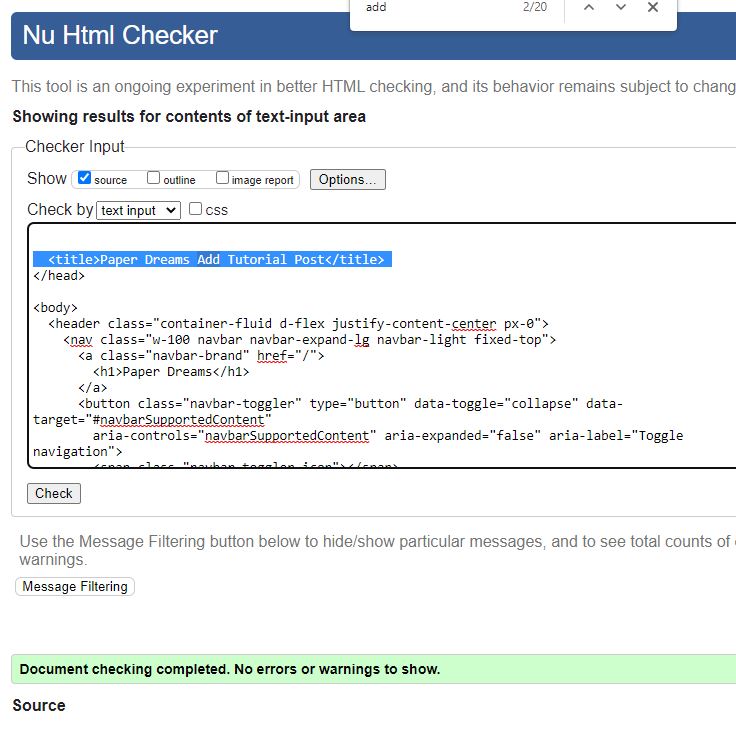 add 2/20
Nu Html Checker
This tool is an ongoing experiment in better HTML checking, and its behavior remains subject to chang
Showing results for contents of text-input area
Checker Input
Show source outline image report Options...
Check by text input css
<title>Paper Dreams Add Tutorial Post</title>
</head>
<body>
<header class="container-fluid d-flex justify-content-center px-0">
<nav class="w-100 navbar navbar-expand-lg navbar-light fixed-top">
<a class="navbar-brand" href="/">
<h1>Paper Dreams</h1>
</a>
<button class="navbar-toggler" type="button" data-toggle="collapse" data-
target="#navbarSupportedContent"
aria-controls="navbarSupportedContent" aria-expanded="false" aria-label="Toggle
navigation">
<span class="navbar-toggler-icon"></span>
Check
Use the Message Filtering button below to hide/show particular messages, and to see total counts of
warnings.
Message Filtering
Document checking completed. No errors or warnings to show.
Source